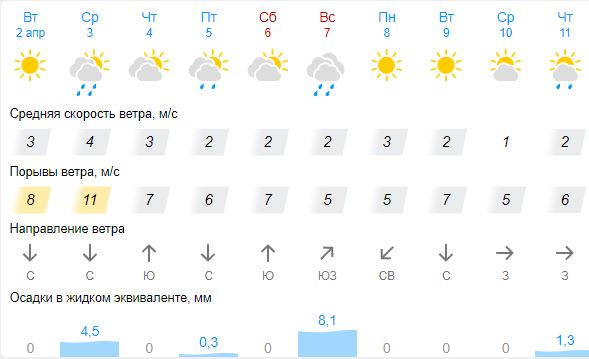 Вт Ср Чт Пт Сб Вс Пн Вт Ср Чт
2 апр 3 4 5 6 7 8 9 10 11
Средняя скорость ветра, м/с
3 4 3 2 2 2 3 2 1 2
Порывы ветра, м/с
8 11 7 6 7 5 5 7 5 6
Направление ветра
С С Ю С Ю ЮЗ СВ С З З
Осадки в жидком эквиваленте, мм
0 4,5 0 0,3 0 8,1 0 0 0 1,3